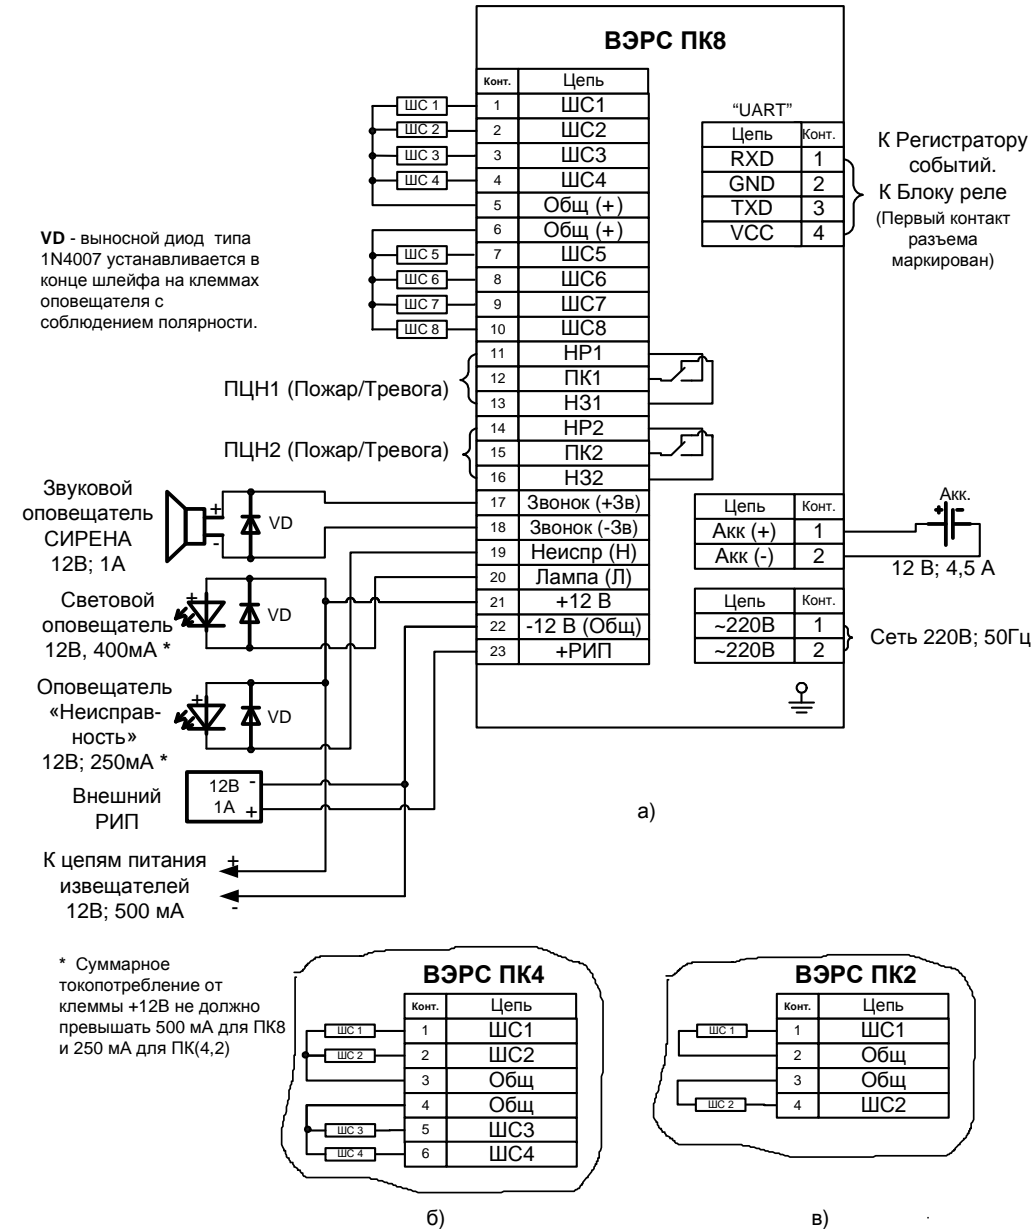 ВЭРС ПК8
Конт. Цепь
ШС 1 1 ШС1
ШС 2 2 ШС2
ШС 3 3 ШС3
ШС 4 4 ШС4
5 Общ (+)
6 Общ (+)
ШС 5 7 ШС5
ШС 6 8 ШС6
ШС 7 9 ШС7
ШС 8 10 ШС8
11 НР1
12 ПК1
13 НЗ1
14 НР2
15 ПК2
16 НЗ2
17 Звонок (+Зв)
18 Звонок (-Зв)
19 Неиспр (Н)
20 Лампа (Л)
21 +12 В
22 -12 В (Общ)
23 +РИП
“UART”
Цепь Конт.
RXD 1
GND 2
TXD 3
VCC 4
К Регистратору
событий.
К Блоку реле
(Первый контакт
разъема
маркирован)
VD - выносной диод типа
1N4007 устанавливается в
конце шлейфа на клеммах
оповещателя с
соблюдением полярности.
ПЦН1 (Пожар/Тревога)
ПЦН2 (Пожар/Тревога)
Звуковой
оповещатель
СИРЕНА
12В; 1А
+
-
VD
Световой
оповещатель
12В, 400мА *
+
VD
Оповещатель
«Неисправ-
ность»
12В; 250мА *
+
VD
Внешний
РИП
12В -
1А +
К цепям питания
извещателей
12В; 500 мА
+
-
Цепь Конт.
Акк (+) 1
Акк (-) 2
Акк.
+ -
12 В; 4,5 А
Цепь Конт.
~220В 1
~220В 2
Сеть 220В; 50Гц
а)
* Суммарное
токопотребление от
клеммы +12В не должно
превышать 500 мА для ПК8
и 250 мА для ПК(4,2)
ВЭРС ПК4
Конт. Цепь
ШС 1 1 ШС1
ШС 2 2 ШС2
3 Общ
4 Общ
ШС 3 5 ШС3
ШС 4 6 ШС4
б)
ВЭРС ПК2
Конт. Цепь
ШС 1 1 ШС1
2 Общ
3 Общ
ШС 2 4 ШС2
в)